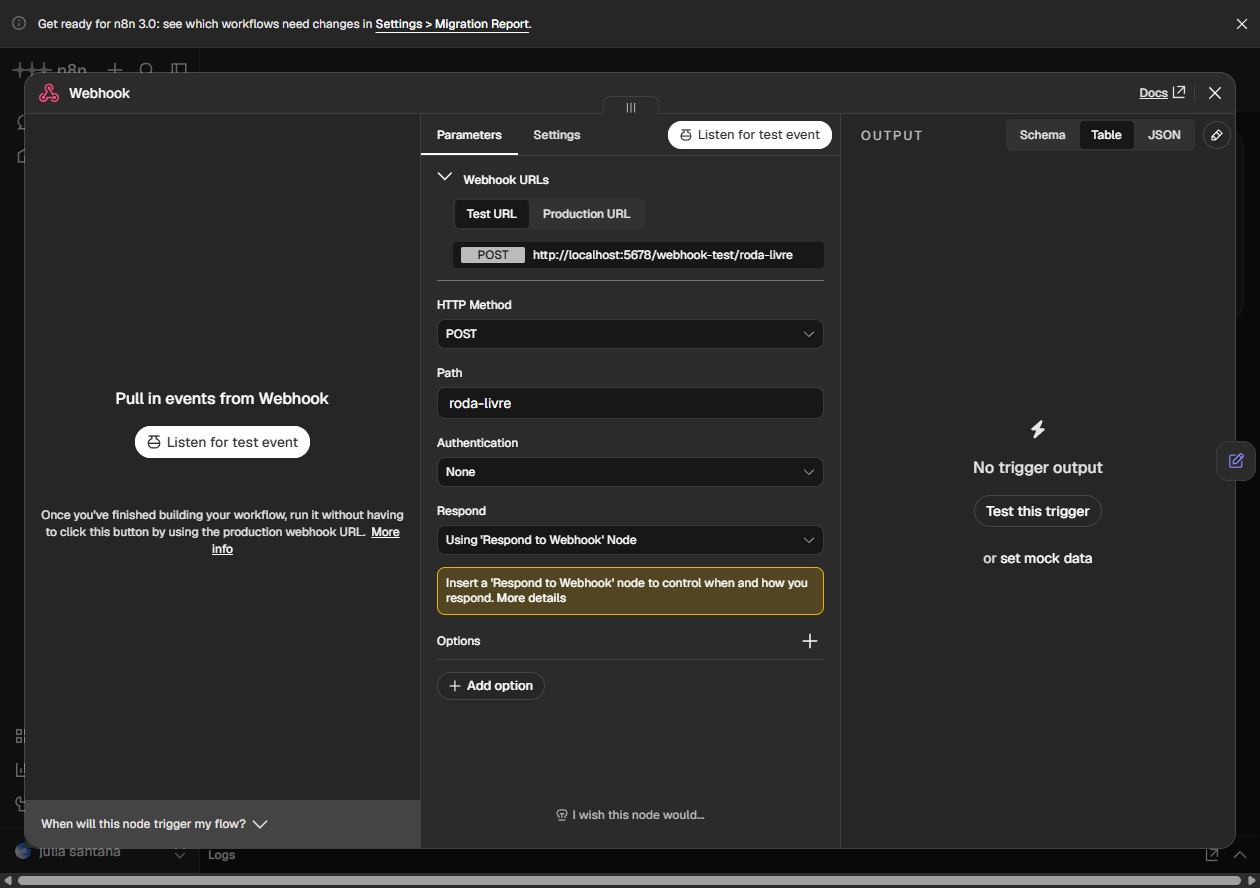 Get ready for n8n 3.0: see which workflows need changes in Settings > Migration Report.
n8n
Webhook
Docs
Parameters
Settings
Listen for test event
OUTPUT
Schema
Table
JSON
Webhook URLs
Test URL
Production URL
POST
http://localhost:5678/webhook-test/roda-livre
HTTP Method
POST
Path
roda-livre
Authentication
None
Respond
Using 'Respond to Webhook' Node
Insert a 'Respond to Webhook' node to control when and how you
respond. More details
Options
Add option
I wish this node would...
Pull in events from Webhook
Listen for test event
Once you've finished building your workflow, run it without having
to click this button by using the production webhook URL. More
info
When will this node trigger my flow?
No trigger output
Test this trigger
or set mock data
julia santana
Logs